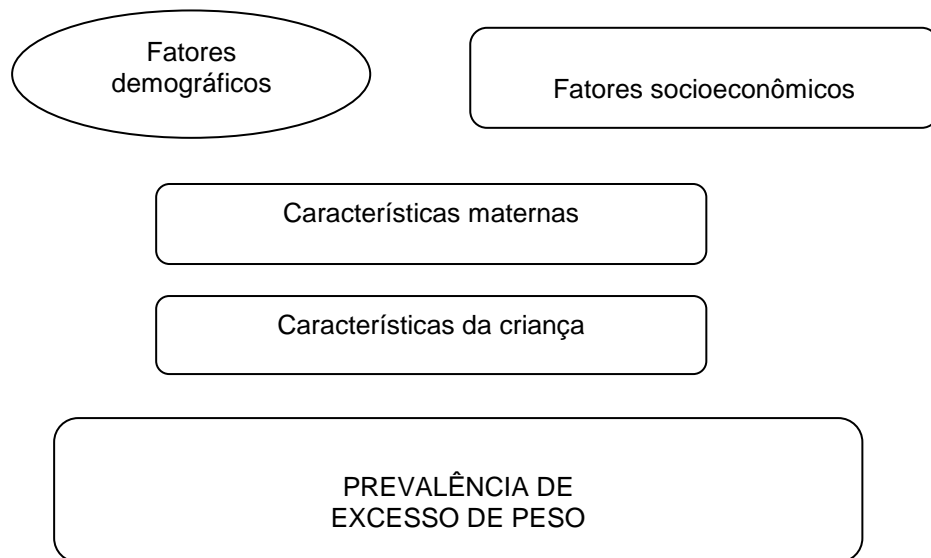 Fatores
demográficos
Fatores socioeconômicos
Características maternas
Características da criança
PREVALÊNCIA DE
EXCESSO DE PESO